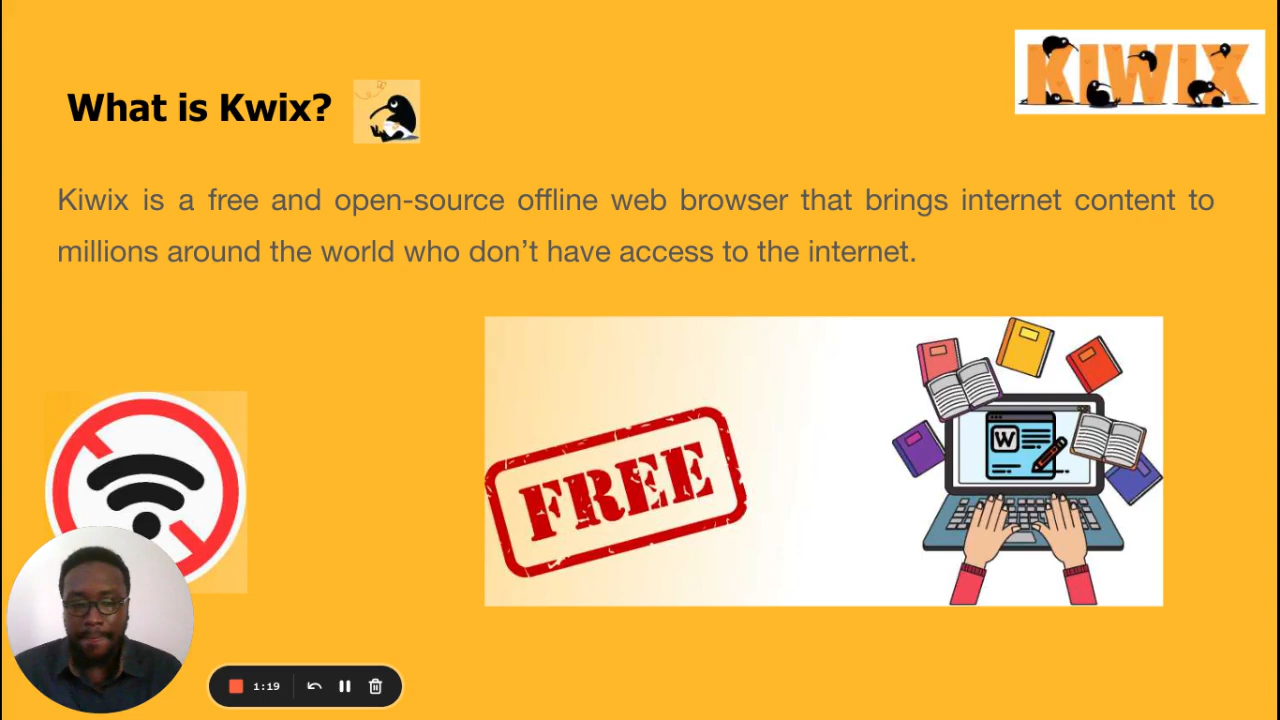 KIWIX
What is Kwix?
Kiwix is a free and open-source offline web browser that brings internet content to
millions around the world who don’t have access to the internet.
FREE
W
1:19